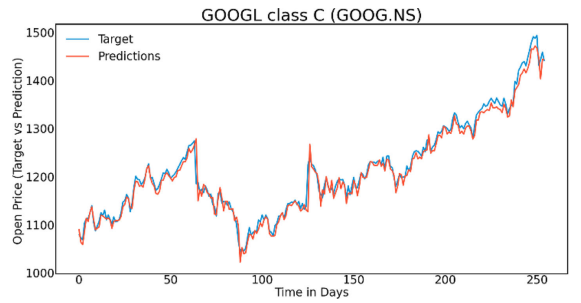 GOOGL class C (GOOG.NS)
Target
Predictions
Open Price (Target vs Prediction)
1500
1400
1300
1200
1100
1000
0 50 100 150 200 250
Time in Days